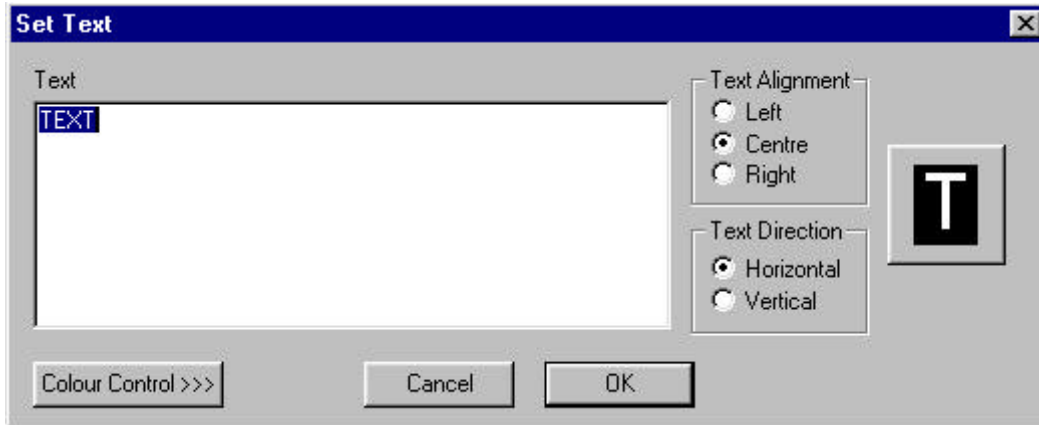 Set Text
Text
TEXT
Text Alignment
Left
Centre
Right
Text Direction
Horizontal
Vertical
T
Colour Control >>>
Cancel
OK